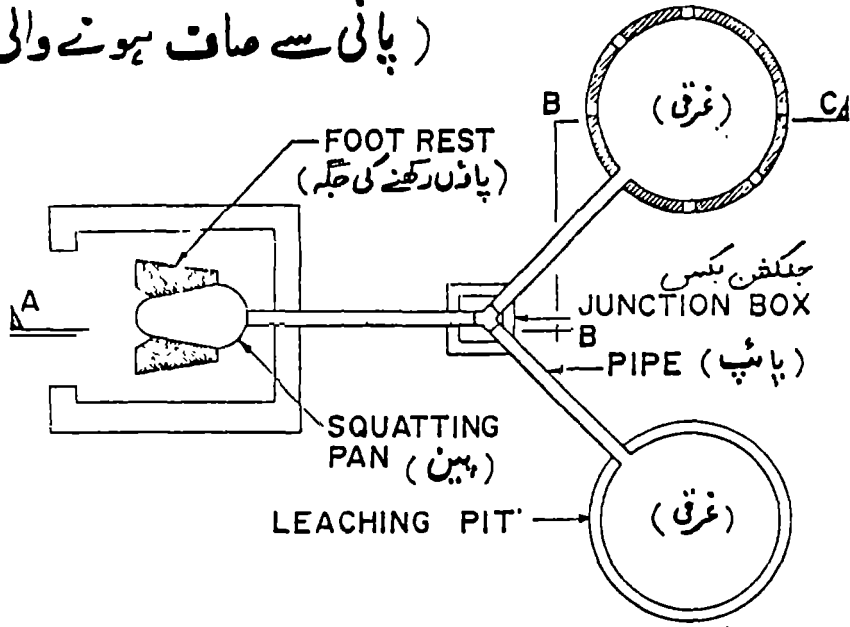 ( پانی سے صاف ہونے والی
FOOT REST
(پاؤں رکھنے کی جگہ)
B
(غرقی)
C
A
جنکشن بکس
JUNCTION BOX
B
PIPE (پائپ)
SQUATTING
PAN (پین)
LEACHING PIT
(غرقی)